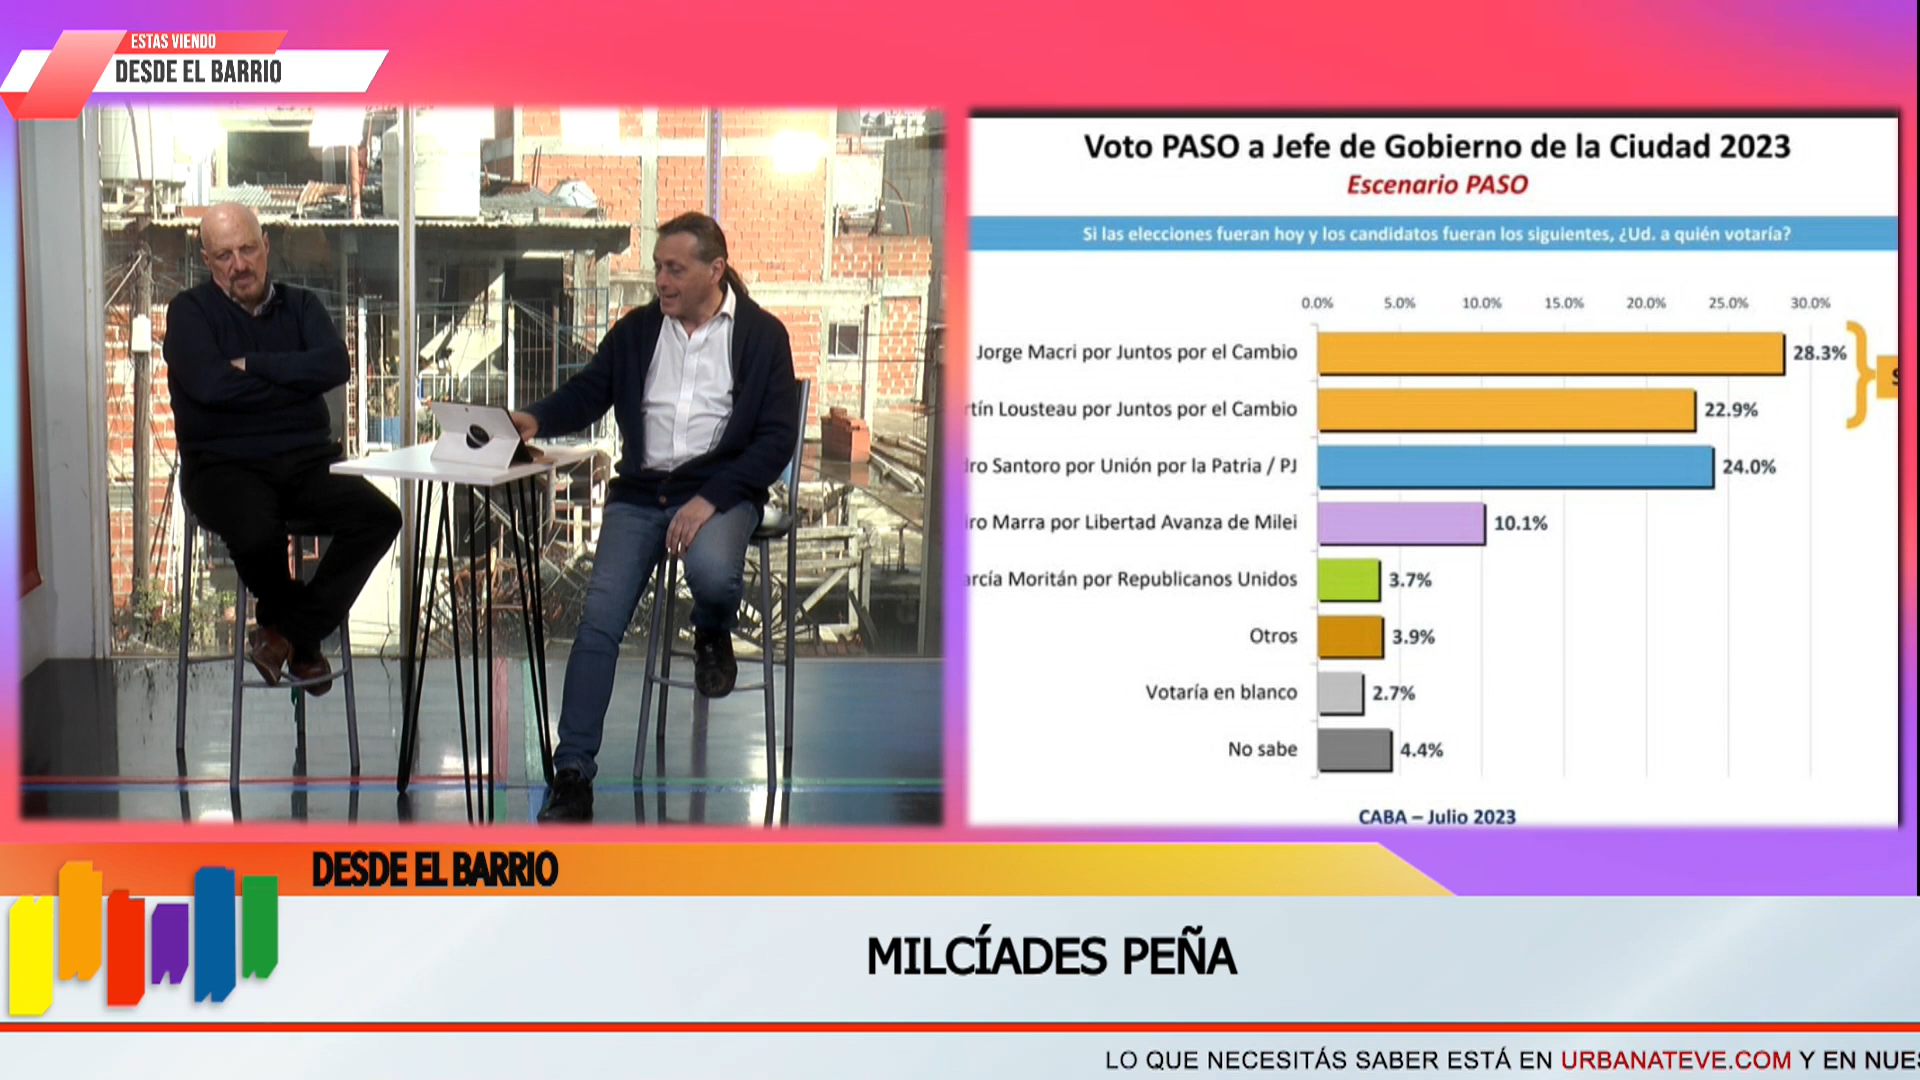 ESTAS VIENDO
DESDE EL BARRIO
Voto PASO a Jefe de Gobierno de la Ciudad 2023
Escenario PASO
Si las elecciones fueran hoy y los candidatos fueran los siguientes, ¿Ud. a quién votaría?
0.0% 5.0% 10.0% 15.0% 20.0% 25.0% 30.0%
Jorge Macri por Juntos por el Cambio 28.3%
Lousteau por Juntos por el Cambio 22.9%
Santoro por Unión por la Patria / PJ 24.0%
Marra por Libertad Avanza de Milei 10.1%
Moritán por Republicanos Unidos 3.7%
Otros 3.9%
Votaría en blanco 2.7%
No sabe 4.4%
CABA – Julio 2023
DESDE EL BARRIO
MILCÍADES PEÑA
LO QUE NECESITÁS SABER ESTÁ EN URBANATEVE.COM Y EN